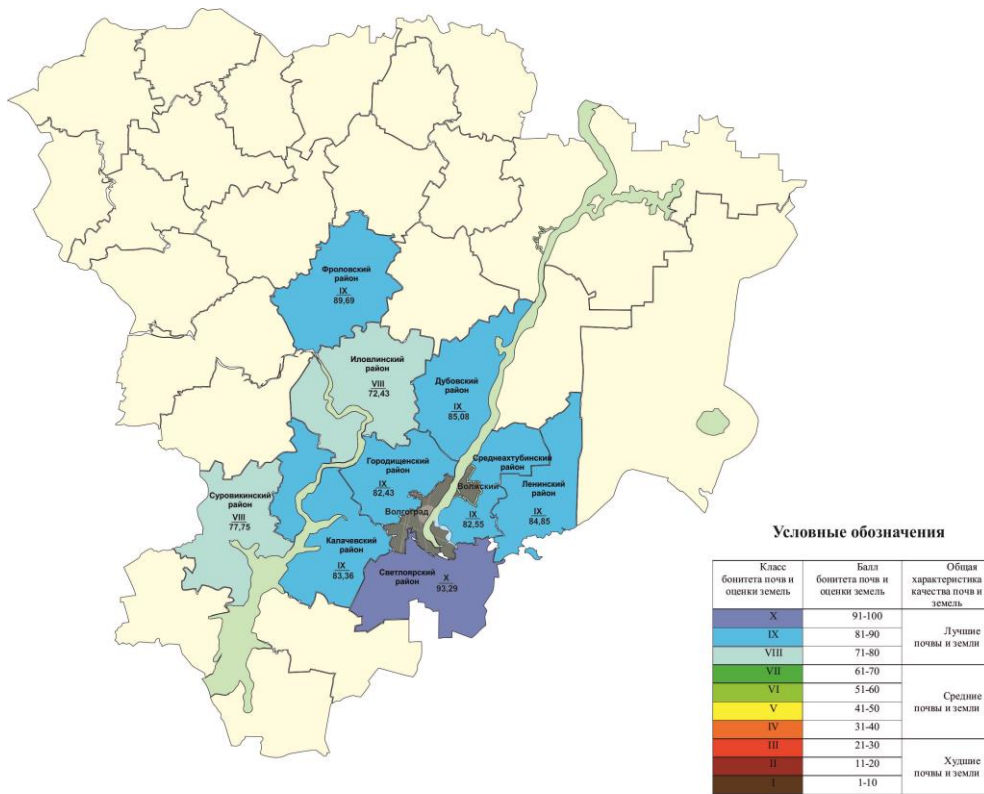 Фроловский
район
IX
89,69
Иловлинский
район
VIII
72,43
Дубовский
район
IX
85,08
Городищенский
район
IX
82,43
Среднеахтубинский
район
Волжский
IX
82,55
Ленинский
район
IX
84,85
Волгоград
Суровикинский
район
VIII
77,75
Калачевский
район
IX
83,36
Светлоярский
район
X
93,29
Условные обозначения
Класс
бонитета почв и
оценки земель
Балл
бонитета почв и
оценки земель
Общая
характеристика
качества почв и
земель
X 91-100
IX 81-90
VIII 71-80
Лучшие
почвы и земли
VII 61-70
VI 51-60
V 41-50
IV 31-40
Средние
почвы и земли
III 21-30
II 11-20
I 1-10
Худшие
почвы и земли